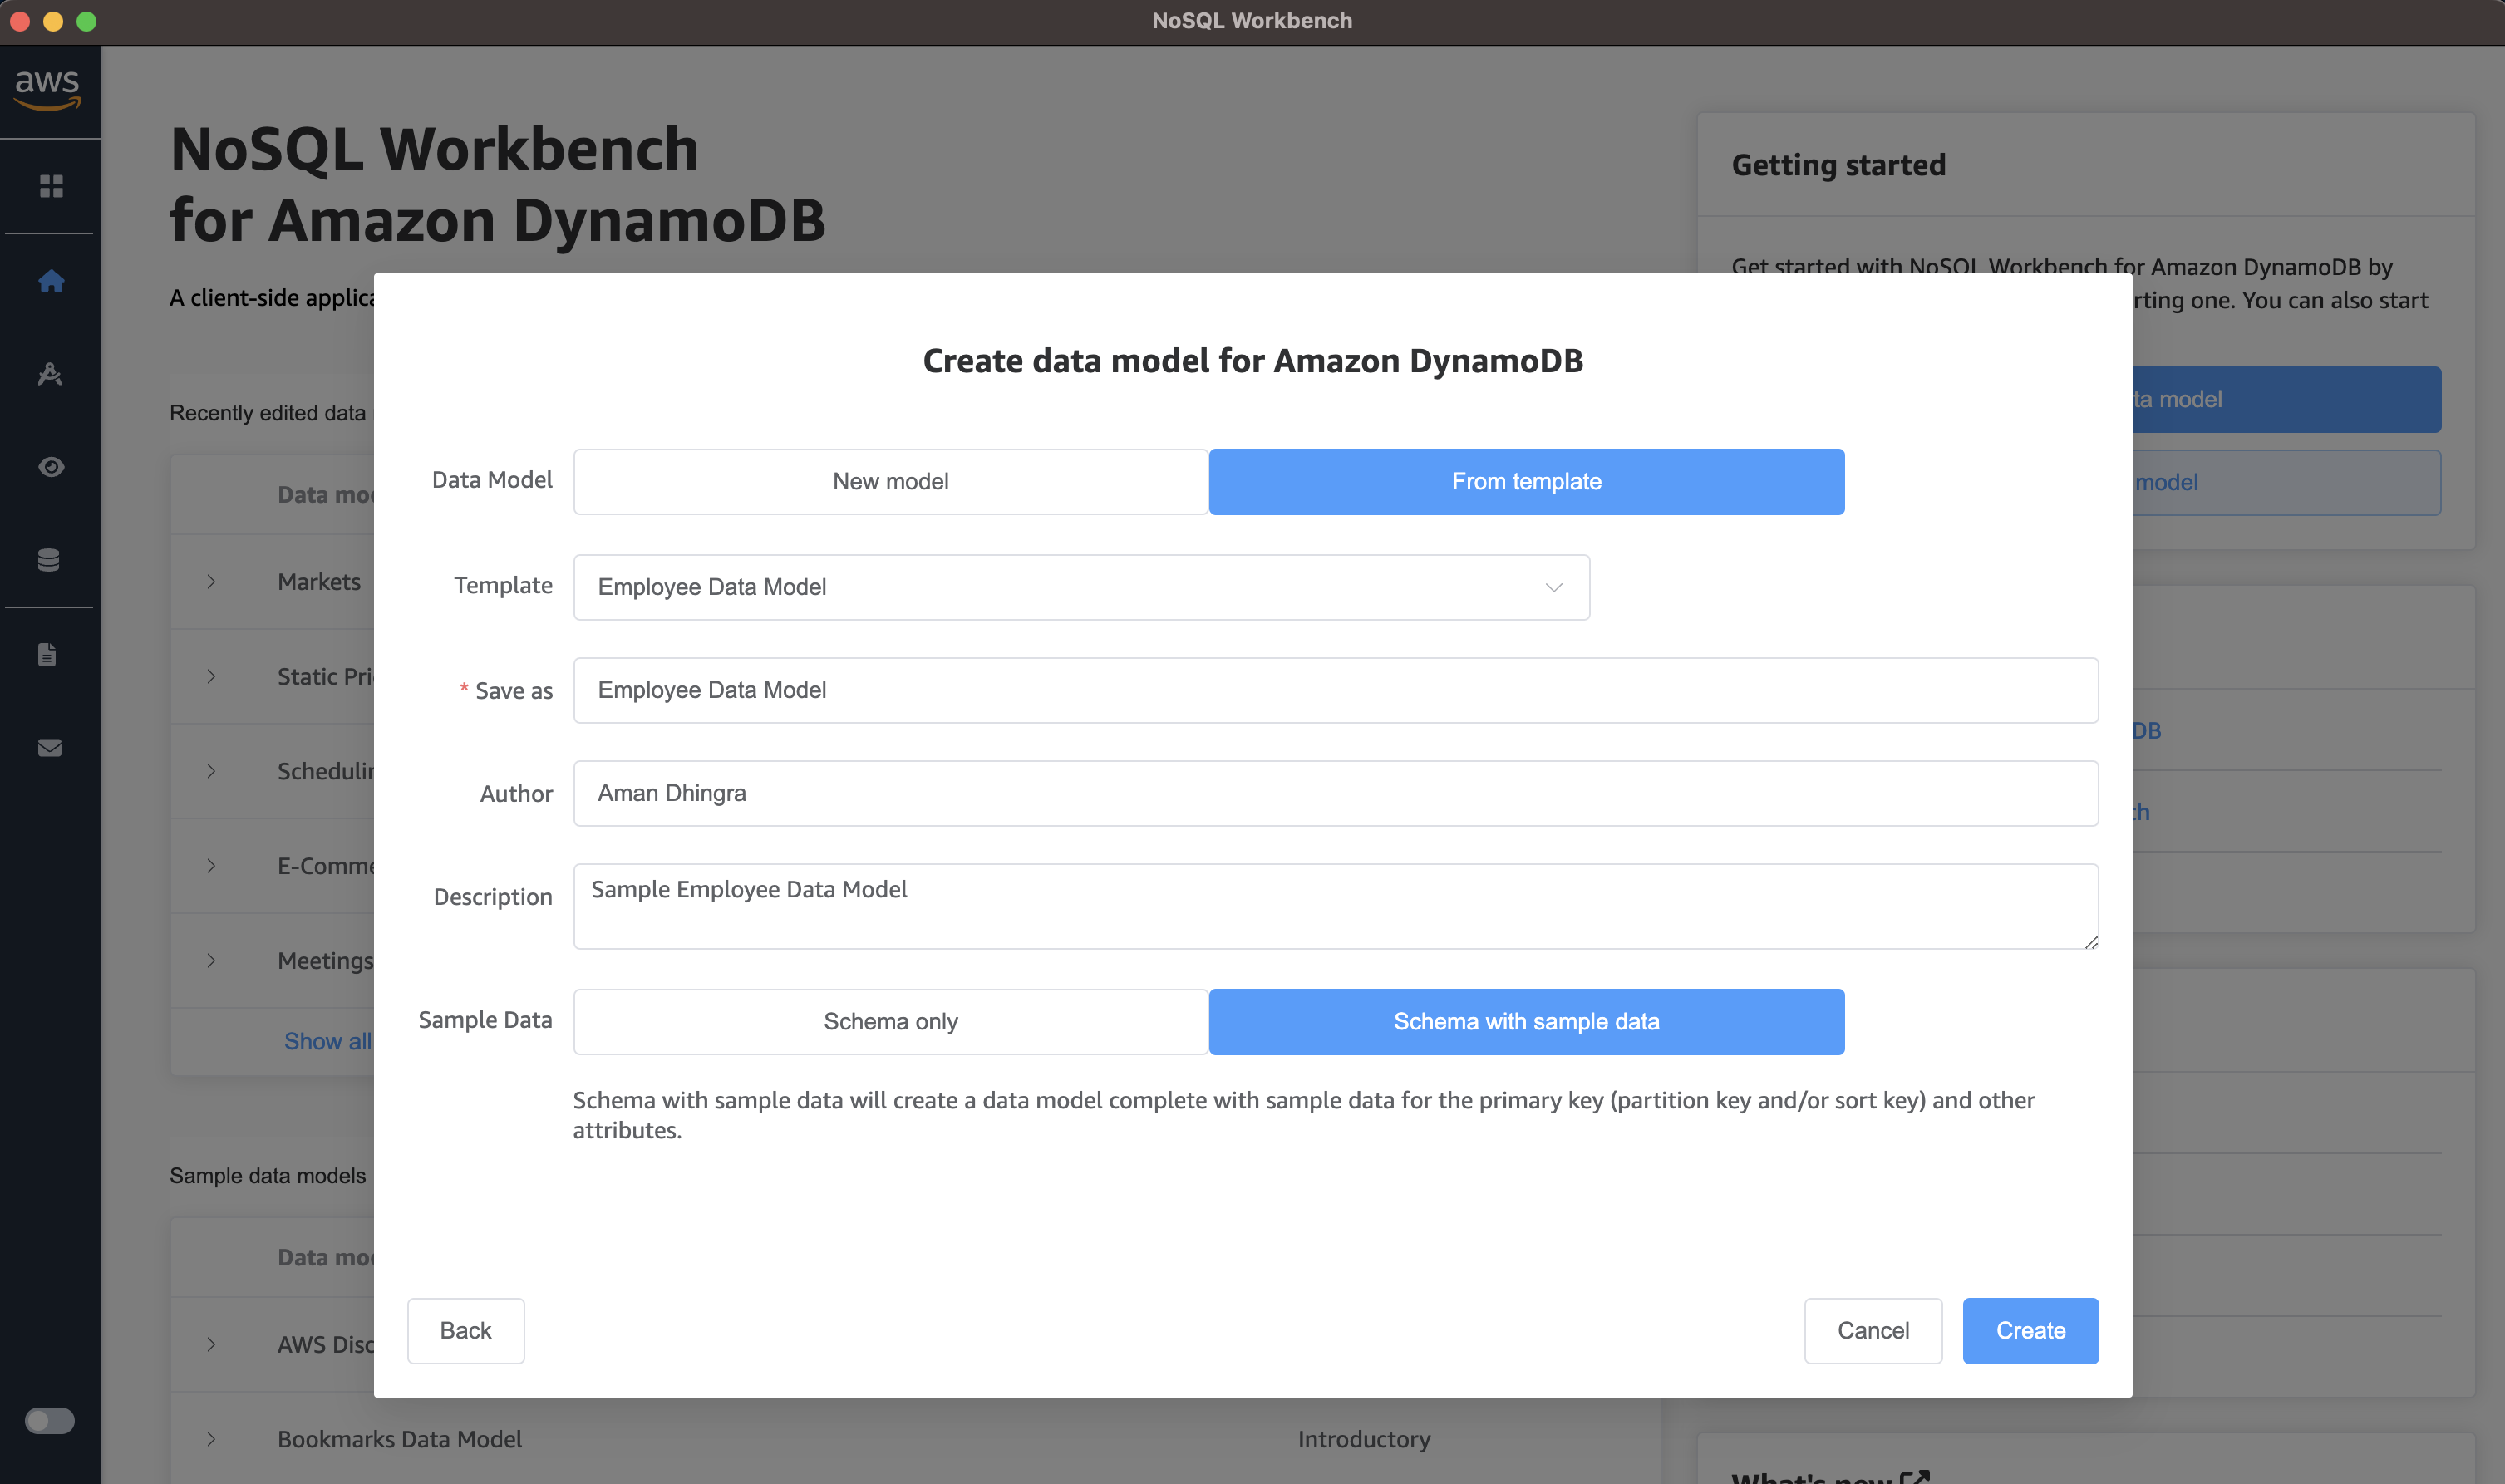 NoSQL Workbench
aws
NoSQL Workbench
for Amazon DynamoDB
A client-side applica
Recently edited data
Data mo
Markets
Static Pri
Scheduli
E-Comme
Meetings
Show all
Sample data models
Data mo
AWS Disc
Bookmarks Data Model
Introductory
Getting started
Get started with NoSQL Workbench for Amazon DynamoDB by
rting one. You can also start
ta model
model
DB
ch
What's new
Create data model for Amazon DynamoDB
Data Model
New model
From template
Template
Employee Data Model
* Save as
Employee Data Model
Author
Aman Dhingra
Description
Sample Employee Data Model
Sample Data
Schema only
Schema with sample data
Schema with sample data will create a data model complete with sample data for the primary key (partition key and/or sort key) and other
attributes.
Back
Cancel
Create